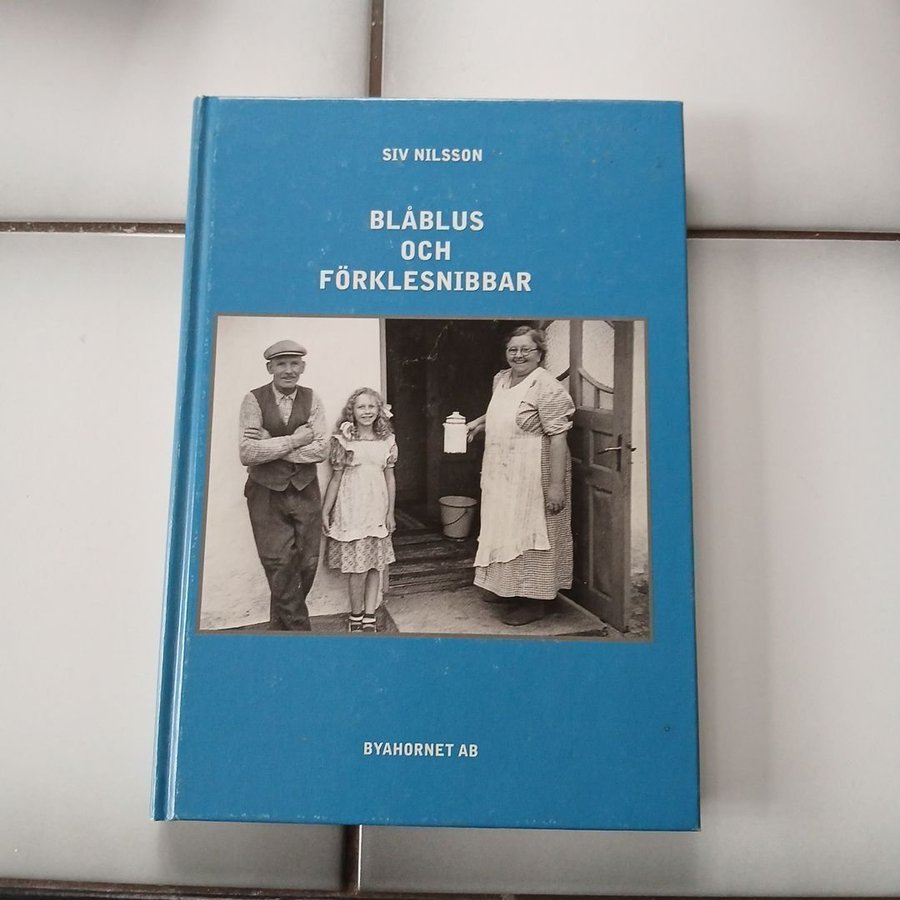 SIV NILSSON
BLÅBLUS
OCH
FÖRKLESNIBBAR
BYAHORNET AB